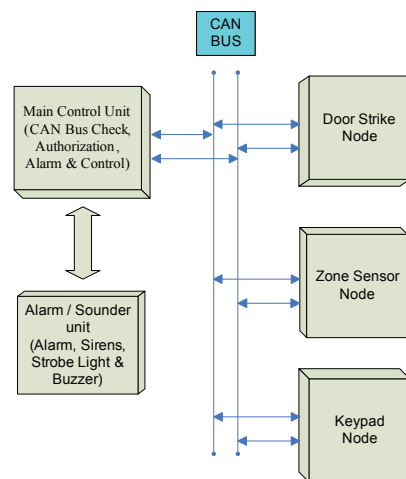 CAN
BUS
Main Control Unit
(CAN Bus Check,
Authorization,
Alarm & Control)
Door Strike
Node
Zone Sensor
Node
Alarm / Sounder
unit
(Alarm, Sirens,
Strobe Light &
Buzzer)
Keypad
Node